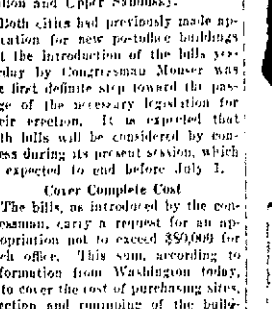 and Upper Sandusky.
Both cities had previously made ap-
cation for new postoffice buildings
t the introduction of the bills yes-
day by Congressman Mouser was
e first definite step toward the pas-
ge of the necessary legislation for
eir erection. It is expected that
th bills will be considered by con-
ess during its present session, which
expected to end before July 1.
Cover Complete Cost
The bills, as introduced by the con-
essman, carry a request for an ap-
opriation not to exceed $80,000 for
ch office. This sum, according to
formation from Washington today,
to cover the cost of purchasing sites,
ection and equipping of the build-